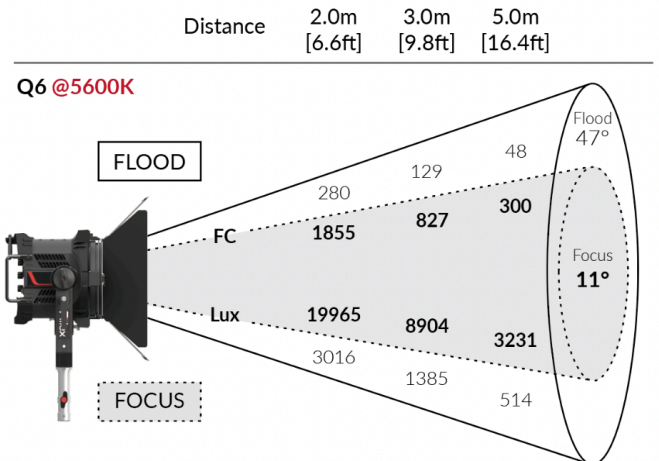 Distance 2.0m 3.0m 5.0m
[6.6ft] [9.8ft] [16.4ft]
Q6 @5600K
Flood
47°
FLOOD
48
129
280
300
827
FC 1855
Focus
11°
Lux 19965
8904
3231
3016
1385
514
FOCUS